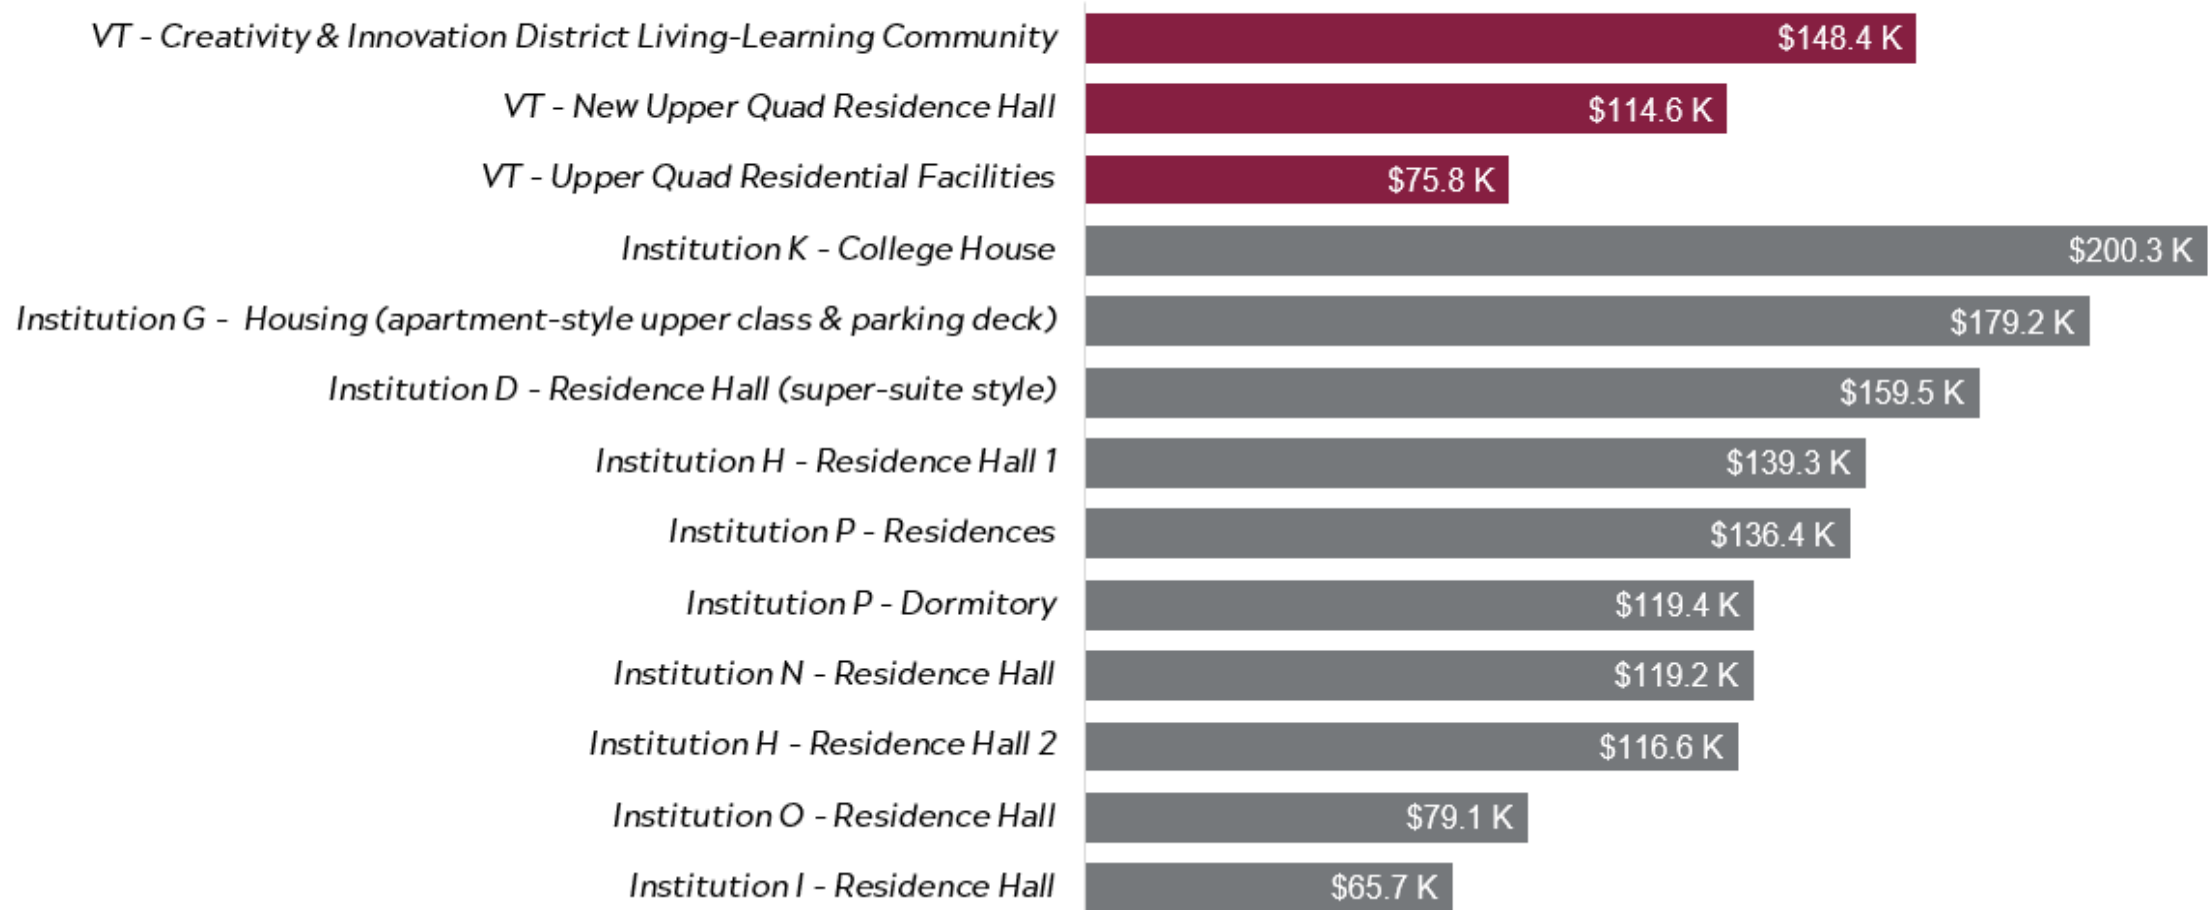 VT - Creativity & Innovation District Living-Learning Community $148.4 K
VT - New Upper Quad Residence Hall $114.6 K
VT - Upper Quad Residential Facilities $75.8 K
Institution K - College House $200.3 K
Institution G - Housing (apartment-style upper class & parking deck) $179.2 K
Institution D - Residence Hall (super-suite style) $159.5 K
Institution H - Residence Hall 1 $139.3 K
Institution P - Residences $136.4 K
Institution P - Dormitory $119.4 K
Institution N - Residence Hall $119.2 K
Institution H - Residence Hall 2 $116.6 K
Institution O - Residence Hall $79.1 K
Institution I - Residence Hall $65.7 K